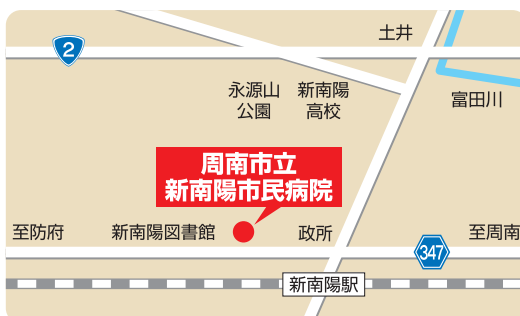 土井
2
永源山
公園
新南陽
高校
富田川
周南市立
新南陽市民病院
至防府
新南陽図書館
政所
至周南
347
新南陽駅